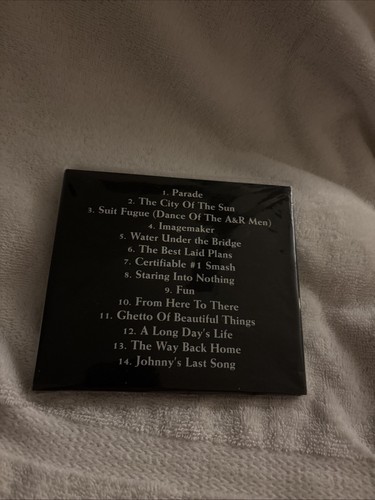 1. Parade
2. The City Of The Sun
3. Suit Fugue (Dance Of The A&R Men)
4. Imagemaker
5. Water Under the Bridge
6. The Best Laid Plans
7. Certifiable #1 Smash
8. Staring Into Nothing
9. Fun
10. From Here To There
11. Ghetto Of Beautiful Things
12. A Long Day's Life
13. The Way Back Home
14. Johnny's Last Song